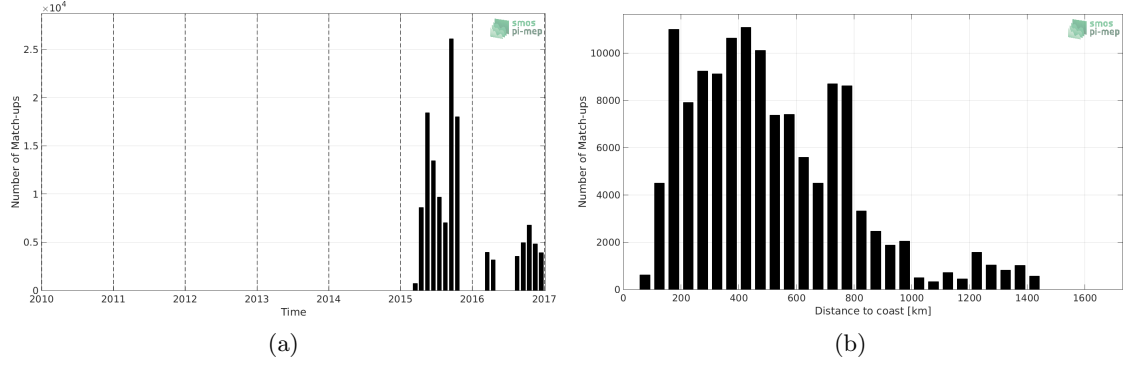 ×10⁴
2.5
2
1.5
1
0.5
0
Number of Match-ups
2010 2011 2012 2013 2014 2015 2016 2017
Time
smos
pi-mep
(a)
10000
8000
6000
4000
2000
0
Number of Match-ups
0 200 400 600 800 1000 1200 1400 1600
Distance to coast [km]
smos
pi-mep
(b)